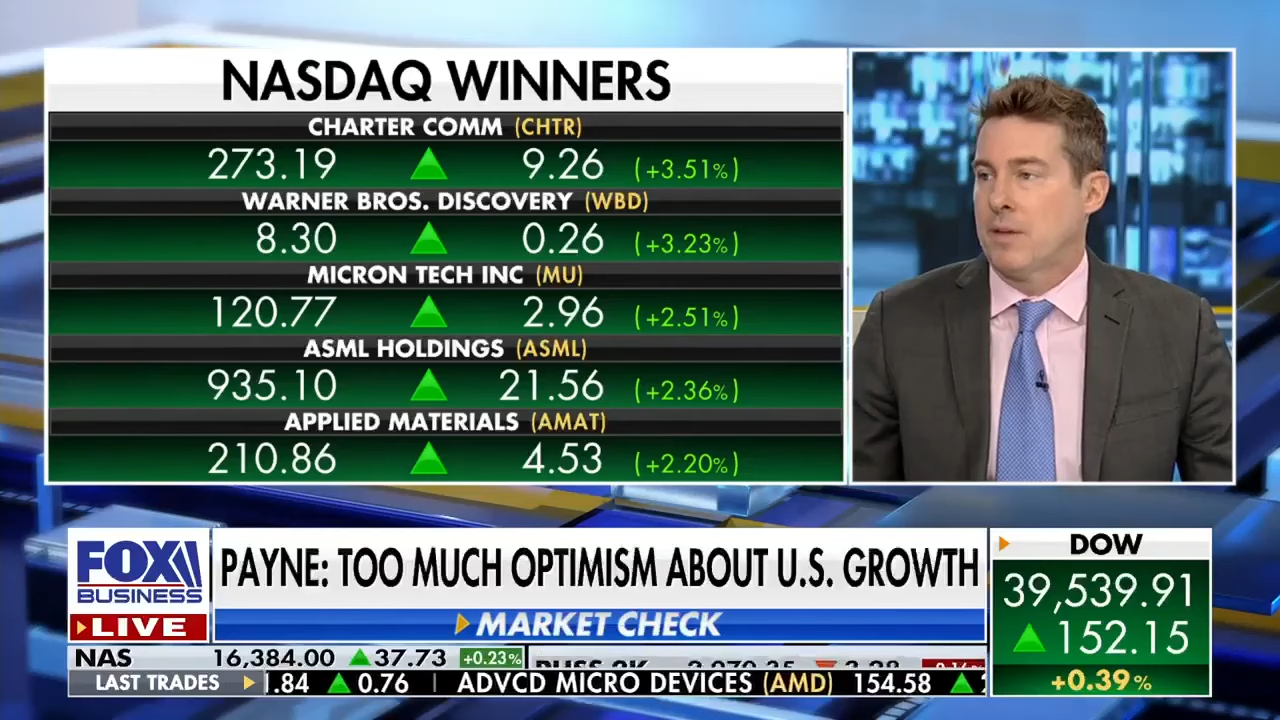 NASDAQ WINNERS
CHARTER COMM (CHTR)
273.19 ▲ 9.26 (+3.51%)
WARNER BROS. DISCOVERY (WBD)
8.30 ▲ 0.26 (+3.23%)
MICRON TECH INC (MU)
120.77 ▲ 2.96 (+2.51%)
ASML HOLDINGS (ASML)
935.10 ▲ 21.56 (+2.36%)
APPLIED MATERIALS (AMAT)
210.86 ▲ 4.53 (+2.20%)
FOX
BUSINESS
LIVE
PAYNE: TOO MUCH OPTIMISM ABOUT U.S. GROWTH
MARKET CHECK
DOW
39,539.91
▲ 152.15
+0.39%
NAS 16,384.00 ▲ 37.73 +0.23%
LAST TRADES .84 ▲ 0.76 | ADVCD MICRO DEVICES (AMD) 154.58 ▲